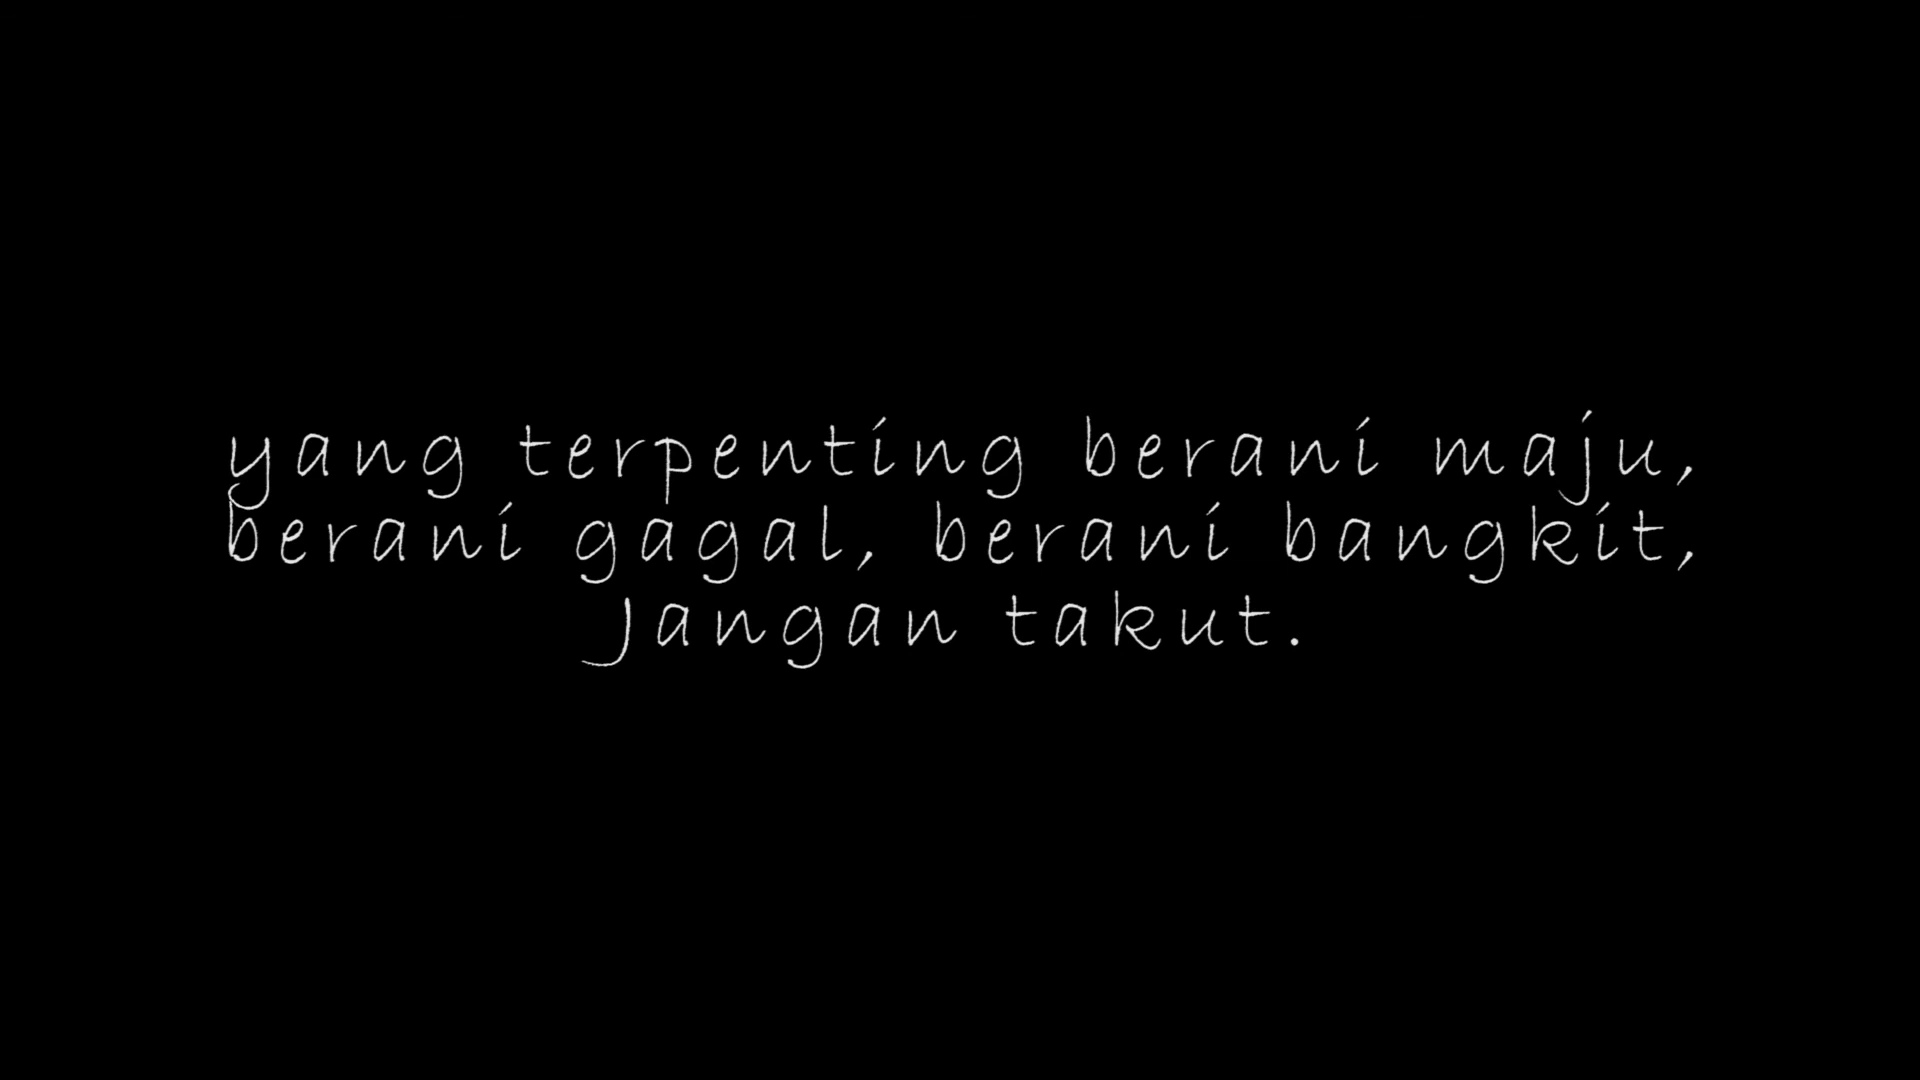 yang terpenting berani maju,
berani gagal, berani bangkit,
Jangan takut.